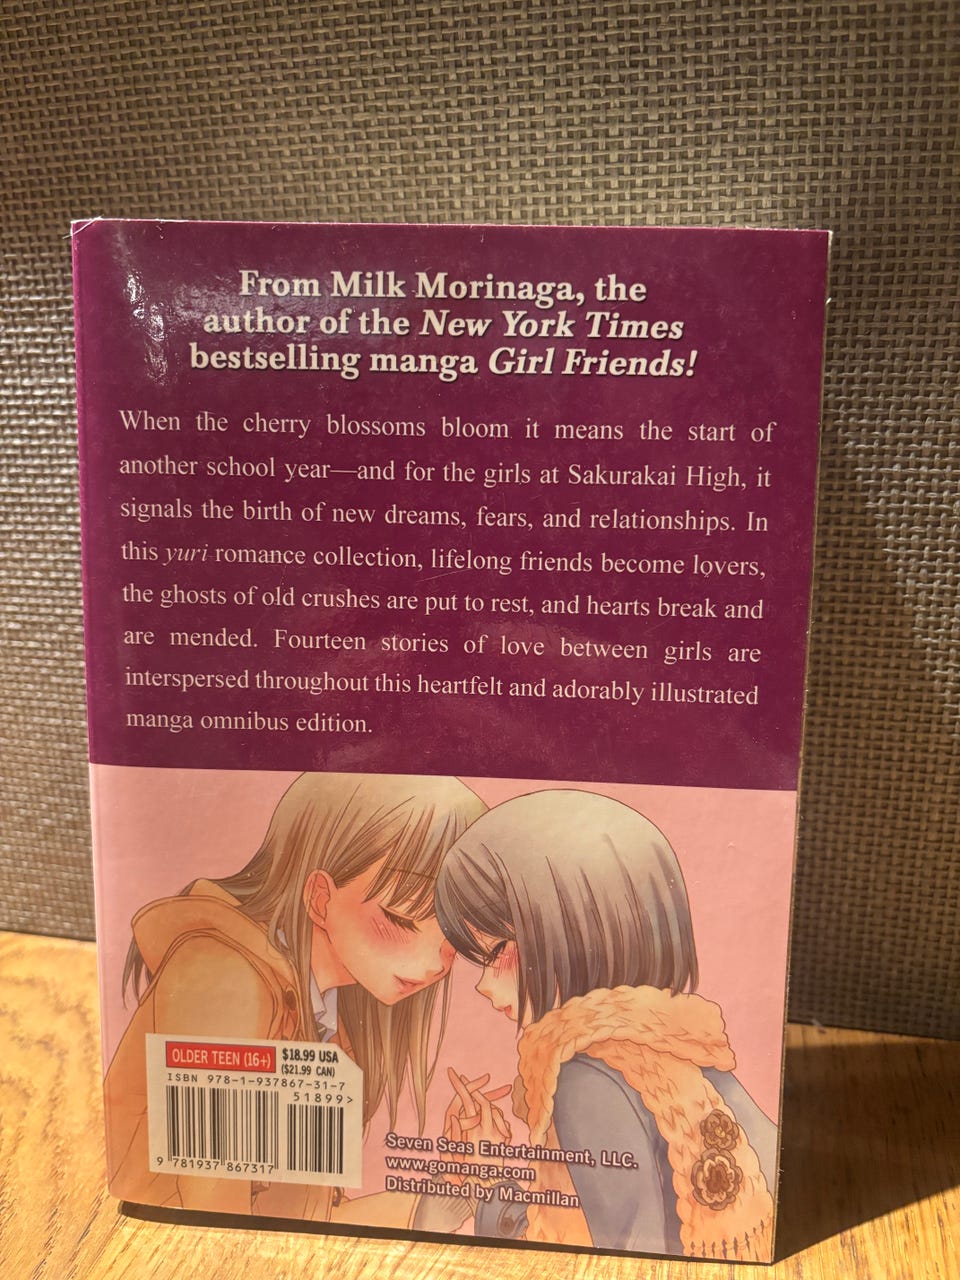 From Milk Morinaga, the
author of the New York Times
bestselling manga Girl Friends!
When the cherry blossoms bloom it means the start of
another school year—and for the girls at Sakurakai High, it
signals the birth of new dreams, fears, and relationships. In
this yuri romance collection, lifelong friends become lovers,
the ghosts of old crushes are put to rest, and hearts break and
are mended. Fourteen stories of love between girls are
interspersed throughout this heartfelt and adorably illustrated
manga omnibus edition.
OLDER TEEN (16+) $18.99 USA
($21.99 CAN)
ISBN 978-1-937867-31-7
51899>
9 781937 867317
Seven Seas Entertainment, LLC.
www.gomanga.com
Distributed by Macmillan